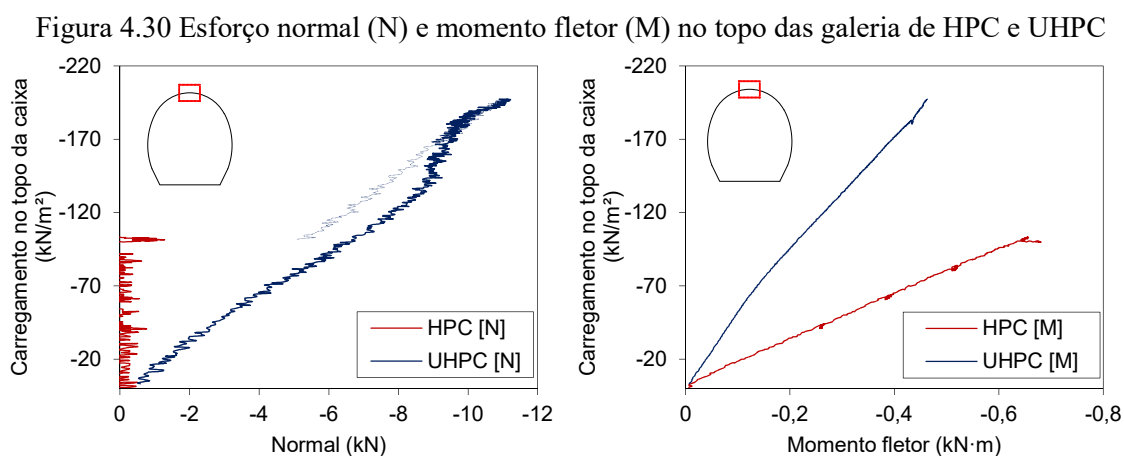 Figura 4.30 Esforço normal (N) e momento fletor (M) no topo das galeria de HPC e UHPC
Carregamento no topo da caixa
(kN/m²)
-220
-170
-120
-70
-20
HPC [N]
UHPC [N]
0
-2
-4
-6
-8
-10
-12
Normal (kN)
Carregamento no topo da caixa
(kN/m²)
-220
-170
-120
-70
-20
HPC [M]
UHPC [M]
0
-0,2
-0,4
-0,6
-0,8
Momento fletor (kN·m)